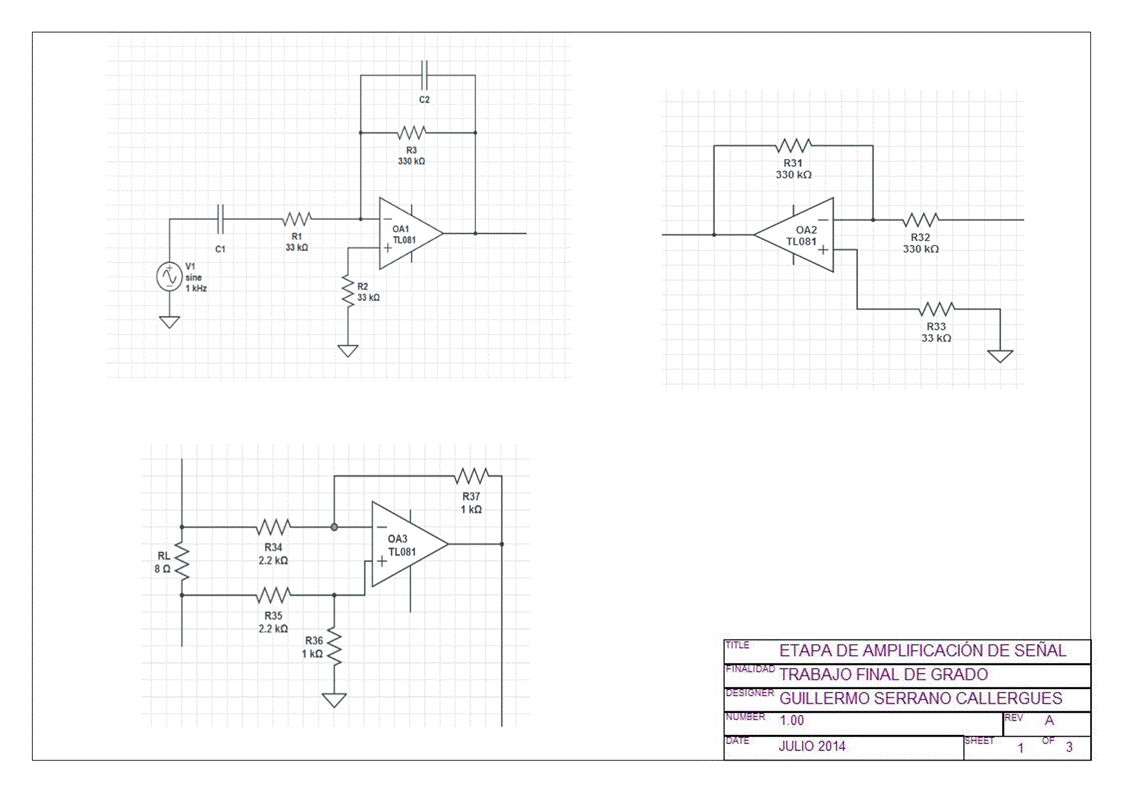 C2
R3
330 kΩ
C1
R1
33 kΩ
OA1
TL081
V1
sine
1 kHz
R2
33 kΩ
R31
330 kΩ
OA2
TL081
R32
330 kΩ
R33
33 kΩ
R37
1 kΩ
OA3
TL081
R34
2.2 kΩ
RL
8 Ω
R35
2.2 kΩ
R36
1 kΩ
TITLE ETAPA DE AMPLIFICACIÓN DE SEÑAL
FINALIDAD TRABAJO FINAL DE GRADO
DESIGNER GUILLERMO SERRANO CALLERGUES
NUMBER 1.00 REV A
DATE JULIO 2014 SHEET 1 OF 3